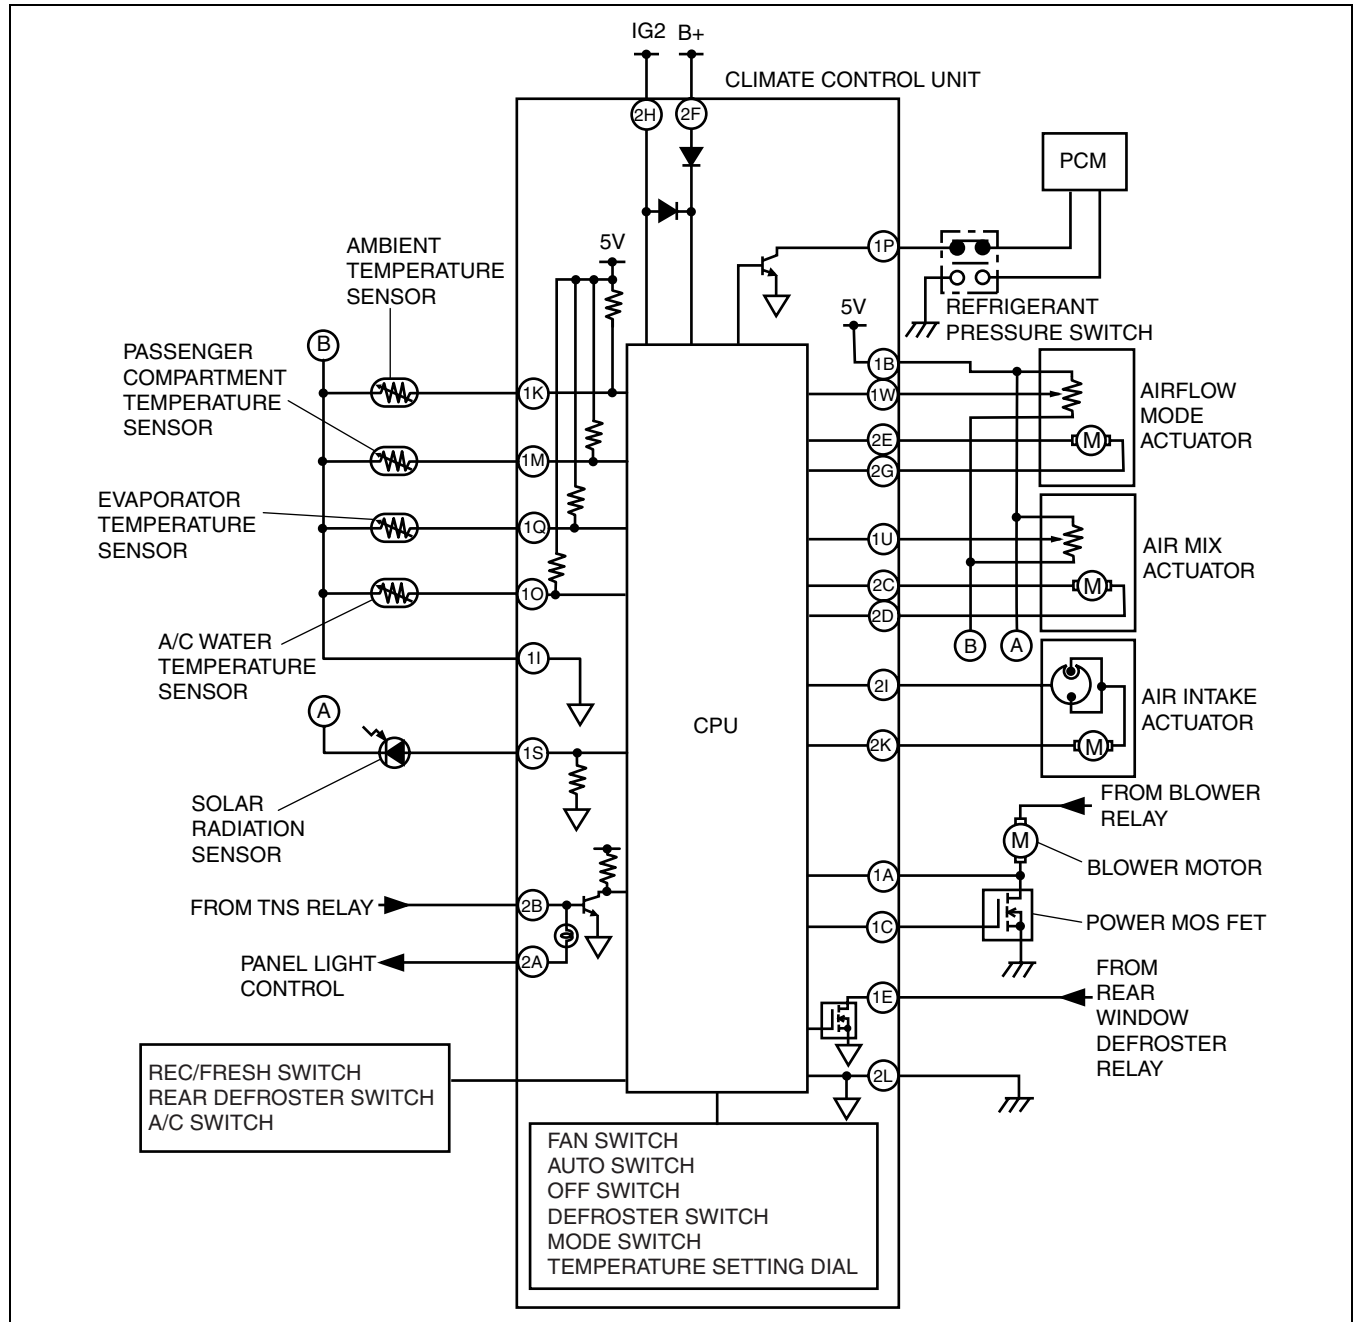 IG2 B+
CLIMATE CONTROL UNIT
2H
2F
PCM
1P
REFRIGERANT
PRESSURE SWITCH
5V
5V
AMBIENT
TEMPERATURE
SENSOR
B
PASSENGER
COMPARTMENT
TEMPERATURE
SENSOR
EVAPORATOR
TEMPERATURE
SENSOR
A/C WATER
TEMPERATURE
SENSOR
A
SOLAR
RADIATION
SENSOR
FROM TNS RELAY
PANEL LIGHT
CONTROL
1K
1M
1Q
1O
1I
1S
2B
2A
CPU
1B
1W
2E
2G
1U
2C
2D
2I
2K
1A
1C
1E
2L
M
AIRFLOW
MODE
ACTUATOR
M
AIR MIX
ACTUATOR
B
A
M
AIR INTAKE
ACTUATOR
FROM BLOWER
RELAY
M
BLOWER MOTOR
POWER MOS FET
FROM
REAR
WINDOW
DEFROSTER
RELAY
REC/FRESH SWITCH
REAR DEFROSTER SWITCH
A/C SWITCH
FAN SWITCH
AUTO SWITCH
OFF SWITCH
DEFROSTER SWITCH
MODE SWITCH
TEMPERATURE SETTING DIAL